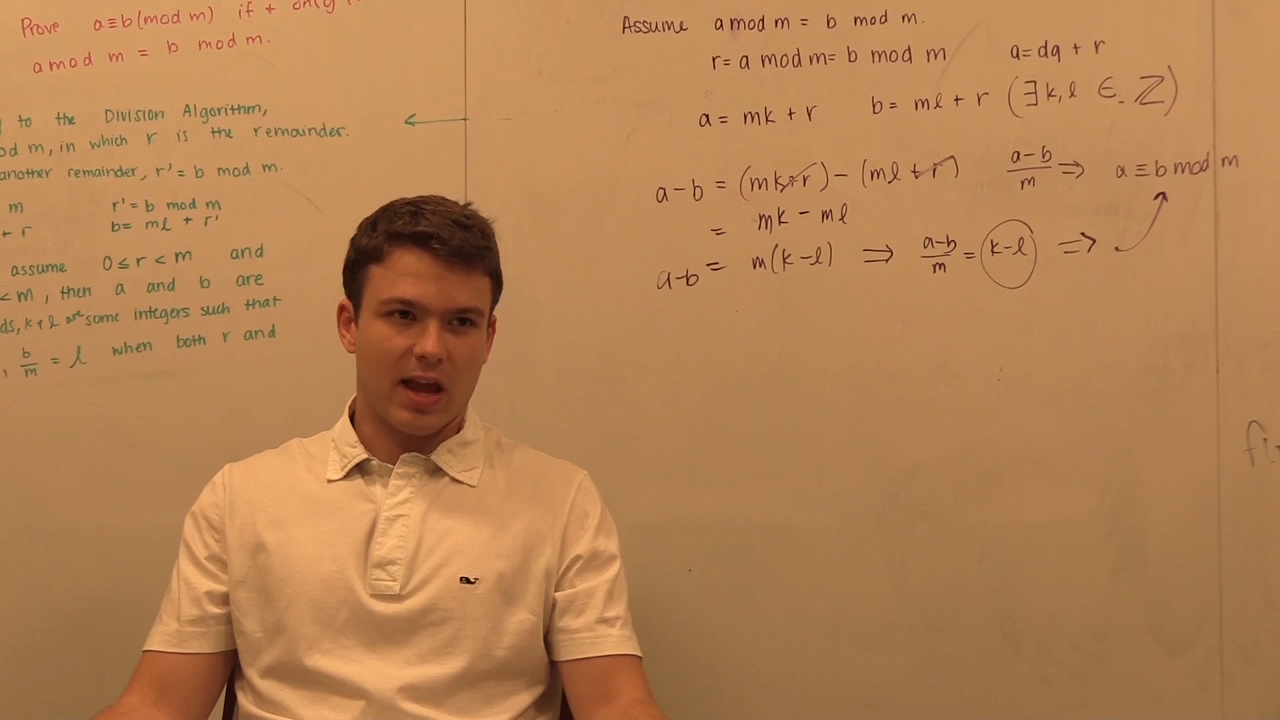 Prove a≡b(mod m) if + only
a mod m = b mod m.
to the Division Algorithm,
mod m, in which r is the remainder.
another remainder, r' = b mod m.
m r' = b mod m
+ r b = ml + r'
assume 0 ≤ r < m and
< m, then a and b are
k + l are some integers such that
, b/m = l when both r and
Assume a mod m = b mod m.
r = a mod m = b mod m a = dq + r
a = mk + r b = ml + r (∃ k, l ∈ ℤ)
a-b = (mk+r) - (ml + r) a-b/m ⇒ a ≡ b mod m
= mk - ml
a-b = m(k-l) ⇒ a-b/m = k-l ⇒